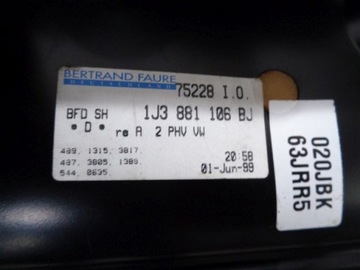 BERTRAND FAURE
DEUTSCHLAND
75228 I.O.
BFD SH
1J3 881 106 BJ
• D •
re A 2 PHV VW
489, 1315, 3817,
487, 3805, 1389,
544, 0635,
20:58
01-Jun-99
020JBK
63JRR5